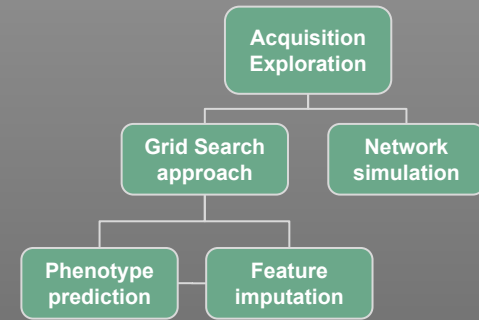 Acquisition
Exploration
Grid Search
approach
Network
simulation
Phenotype
prediction
Feature
imputation